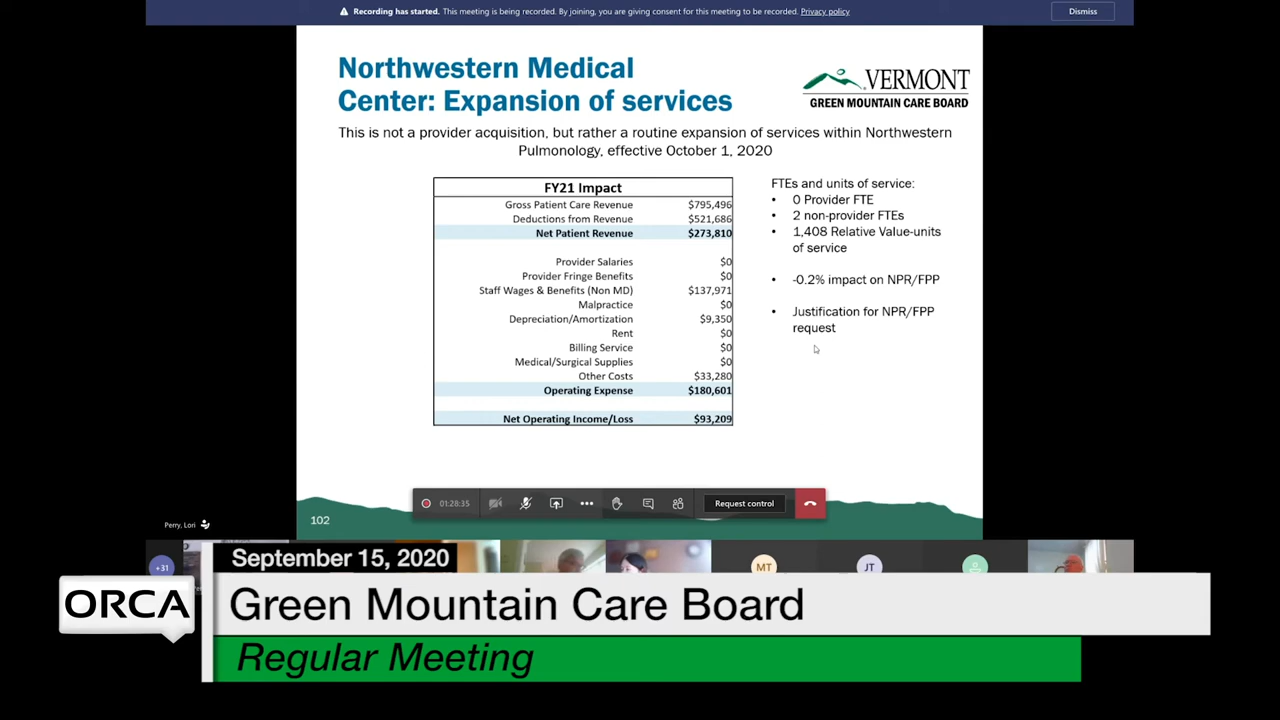 Recording has started. This meeting is being recorded. By joining, you are giving consent for this meeting to be recorded. Privacy policy
Dismiss
Northwestern Medical
Center: Expansion of services
VERMONT
GREEN MOUNTAIN CARE BOARD
This is not a provider acquisition, but rather a routine expansion of services within Northwestern
Pulmonology, effective October 1, 2020
FY21 Impact
Gross Patient Care Revenue $795,496
Deductions from Revenue $521,686
Net Patient Revenue $273,810
Provider Salaries $0
Provider Fringe Benefits $0
Staff Wages & Benefits (Non MD) $137,971
Malpractice $0
Depreciation/Amortization $9,350
Rent $0
Billing Service $0
Medical/Surgical Supplies $0
Other Costs $33,280
Operating Expense $180,601
Net Operating Income/Loss $93,209
FTEs and units of service:
• 0 Provider FTE
• 2 non-provider FTEs
• 1,408 Relative Value-units
of service
• -0.2% impact on NPR/FPP
• Justification for NPR/FPP
request
01:28:35
Request control
102
Perry, Lori
+31
MT
JT
September 15, 2020
ORCA
Green Mountain Care Board
Regular Meeting